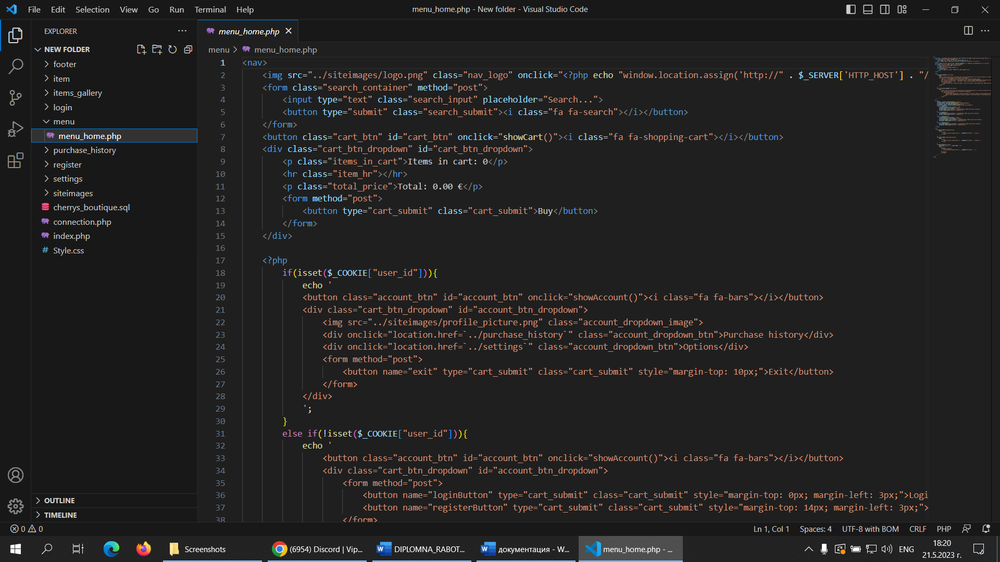 File Edit Selection View Go Run Terminal Help
menu_home.php - New folder - Visual Studio Code
EXPLORER
NEW FOLDER
footer
item
items_gallery
login
menu
menu_home.php
purchase_history
register
settings
siteimages
cherrys_boutique.sql
connection.php
index.php
Style.css
OUTLINE
TIMELINE
menu_home.php
menu > menu_home.php
1 <nav>
2 <img src="../siteimages/logo.png" class="nav_logo" onclick="<?php echo "window.location.assign('http://" . $_SERVER['HTTP_HOST'] . "/
3 <form class="search_container" method="post">
4 <input type="text" class="search_input" placeholder="Search...">
5 <button type="submit" class="search_submit"><i class="fa fa-search"></i></button>
6 </form>
7 <button class="cart_btn" id="cart_btn" onclick="showCart()"><i class="fa fa-shopping-cart"></i></button>
8 <div class="cart_btn_dropdown" id="cart_btn_dropdown">
9 <p class="items_in_cart">Items in cart: 0</p>
10 <hr class="item_hr"></hr>
11 <p class="total_price">Total: 0.00 €</p>
12 <form method="post">
13 <button type="cart_submit" class="cart_submit">Buy</button>
14 </form>
15 </div>
16
17 <?php
18 if(isset($_COOKIE["user_id"])){
19 echo '
20 <button class="account_btn" id="account_btn" onclick="showAccount()"><i class="fa fa-bars"></i></button>
21 <div class="cart_btn_dropdown" id="account_btn_dropdown">
22 <img src="../siteimages/profile_picture.png" class="account_dropdown_image">
23 <div onclick="location.href=`../purchase_history`" class="account_dropdown_btn">Purchase history</div>
24 <div onclick="location.href=`../settings`" class="account_dropdown_btn">Options</div>
25 <form method="post">
26 <button name="exit" type="cart_submit" class="cart_submit" style="margin-top: 10px;">Exit</button>
27 </form>
28 </div>
29 ';
30 }
31 else if(!isset($_COOKIE["user_id"])){
32 echo '
33 <button class="account_btn" id="account_btn" onclick="showAccount()"><i class="fa fa-bars"></i></button>
34 <div class="cart_btn_dropdown" id="account_btn_dropdown">
35 <form method="post">
36 <button name="loginButton" type="cart_submit" class="cart_submit" style="margin-top: 0px; margin-left: 3px;">Logi
37 <button name="registerButton" type="cart_submit" class="cart_submit" style="margin-top: 14px; margin-left: 3px;">
38 </form>
0 0
Ln 1, Col 1 Spaces: 4 UTF-8 with BOM CRLF PHP
Screenshots
(6954) Discord | Vip...
DIPLOMNA_RABOT...
документация - W...
menu_home.php - ...
ENG
18:20
21.5.2023 г.